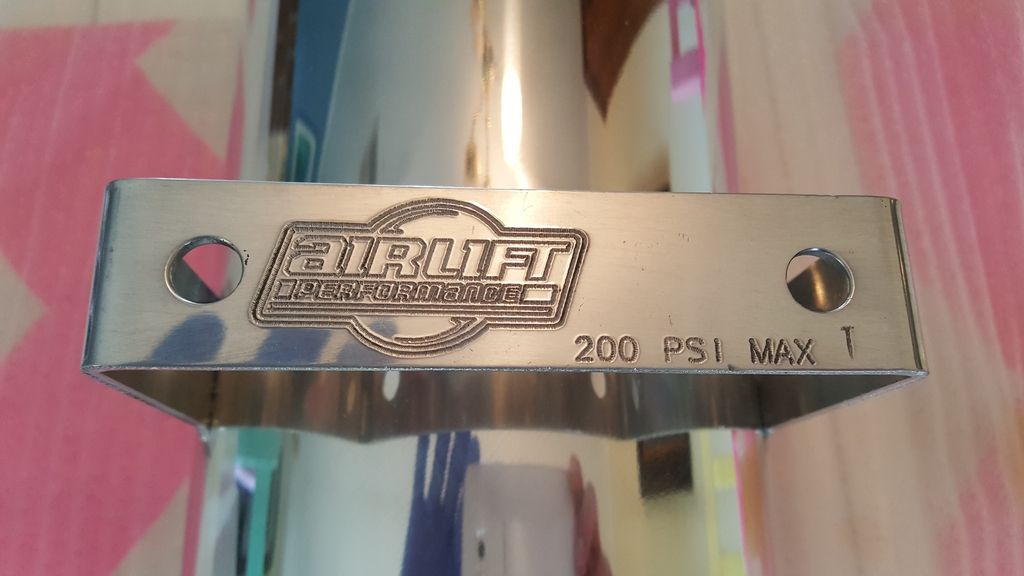 aIRLIFT
PERFORmance
200 PSI MAX T